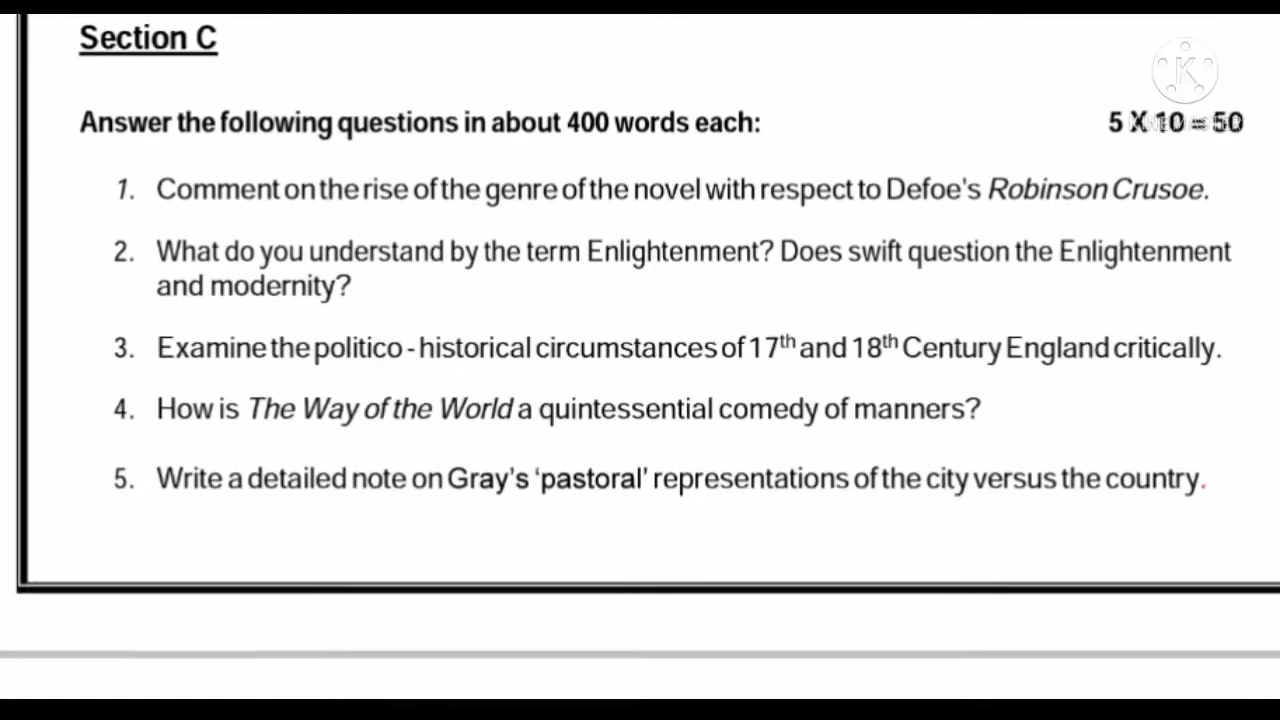 Section C
K
KINEMASTER
Answer the following questions in about 400 words each: 5 X 10 = 50
1. Comment on the rise of the genre of the novel with respect to Defoe's Robinson Crusoe.
2. What do you understand by the term Enlightenment? Does swift question the Enlightenment
and modernity?
3. Examine the politico - historical circumstances of 17th and 18th Century England critically.
4. How is The Way of the World a quintessential comedy of manners?
5. Write a detailed note on Gray's ‘pastoral’ representations of the city versus the country.